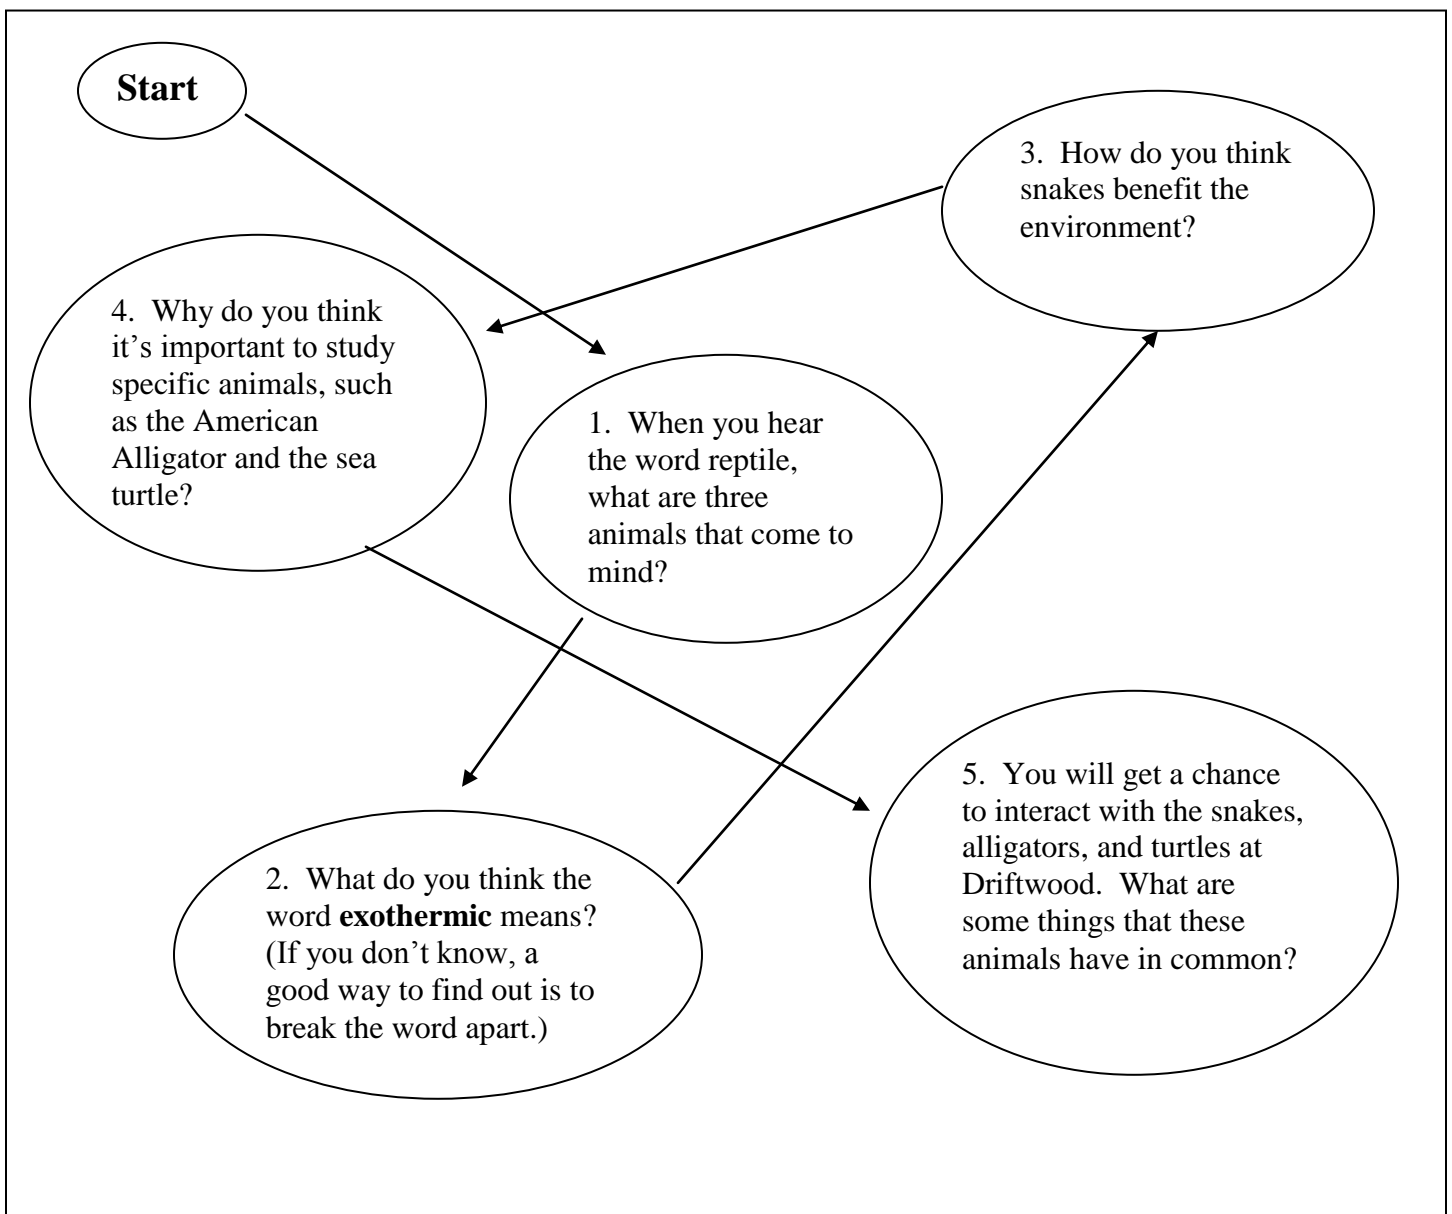 Start
1. When you hear
the word reptile,
what are three
animals that come to
mind?
2. What do you think the
word exothermic means?
(If you don’t know, a
good way to find out is to
break the word apart.)
3. How do you think
snakes benefit the
environment?
4. Why do you think
it’s important to study
specific animals, such
as the American
Alligator and the sea
turtle?
5. You will get a chance
to interact with the snakes,
alligators, and turtles at
Driftwood. What are
some things that these
animals have in common?